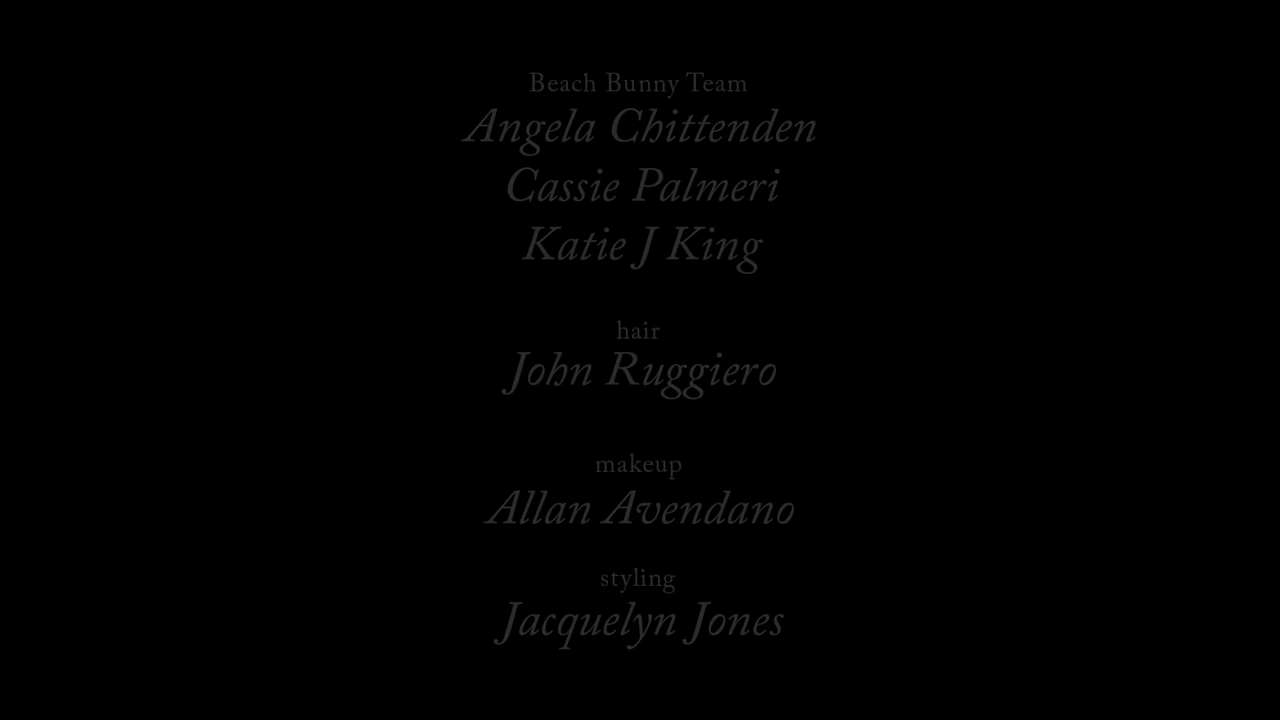 Beach Bunny Team
Angela Chittenden
Cassie Palmeri
Katie J King
hair
John Ruggiero
makeup
Allan Avendano
styling
Jacquelyn Jones